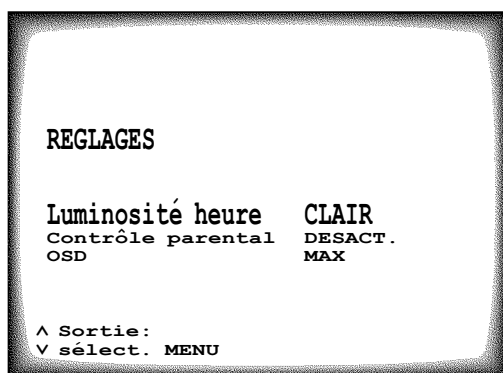 REGLAGES
Luminosité heure CLAIR
Contrôle parental DESACT.
OSD MAX
∧ Sortie:
∨ sélect. MENU